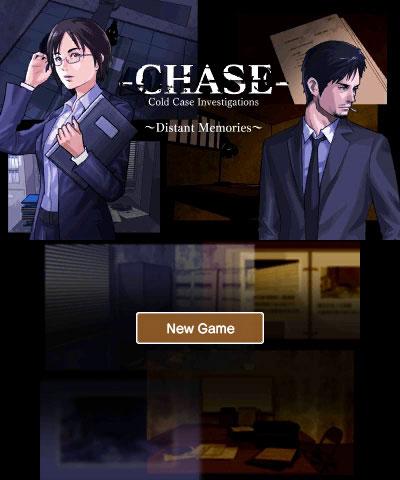 -CHASE-
Cold Case Investigations
～Distant Memories～
New Game